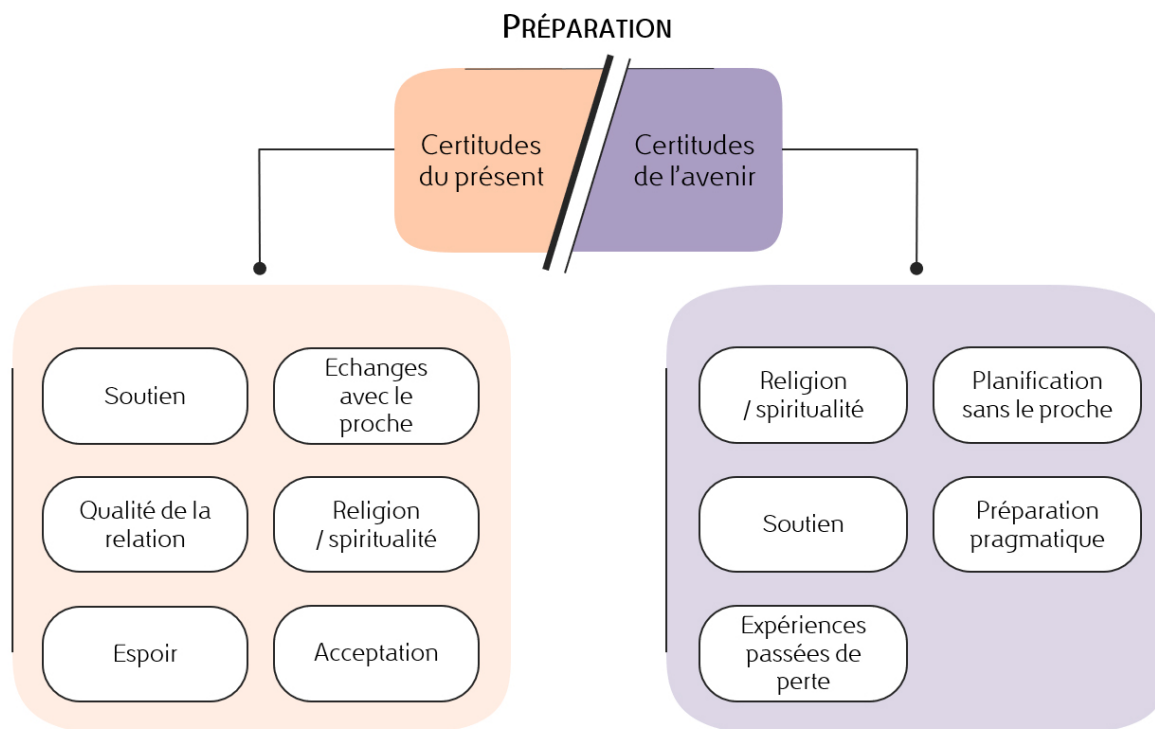 PRÉPARATION
Certitudes
du présent
Certitudes
de l'avenir
Soutien
Echanges
avec le
proche
Qualité de la
relation
Religion
/ spiritualité
Espoir
Acceptation
Religion
/ spiritualité
Planification
sans le proche
Soutien
Préparation
pragmatique
Expériences
passées de
perte